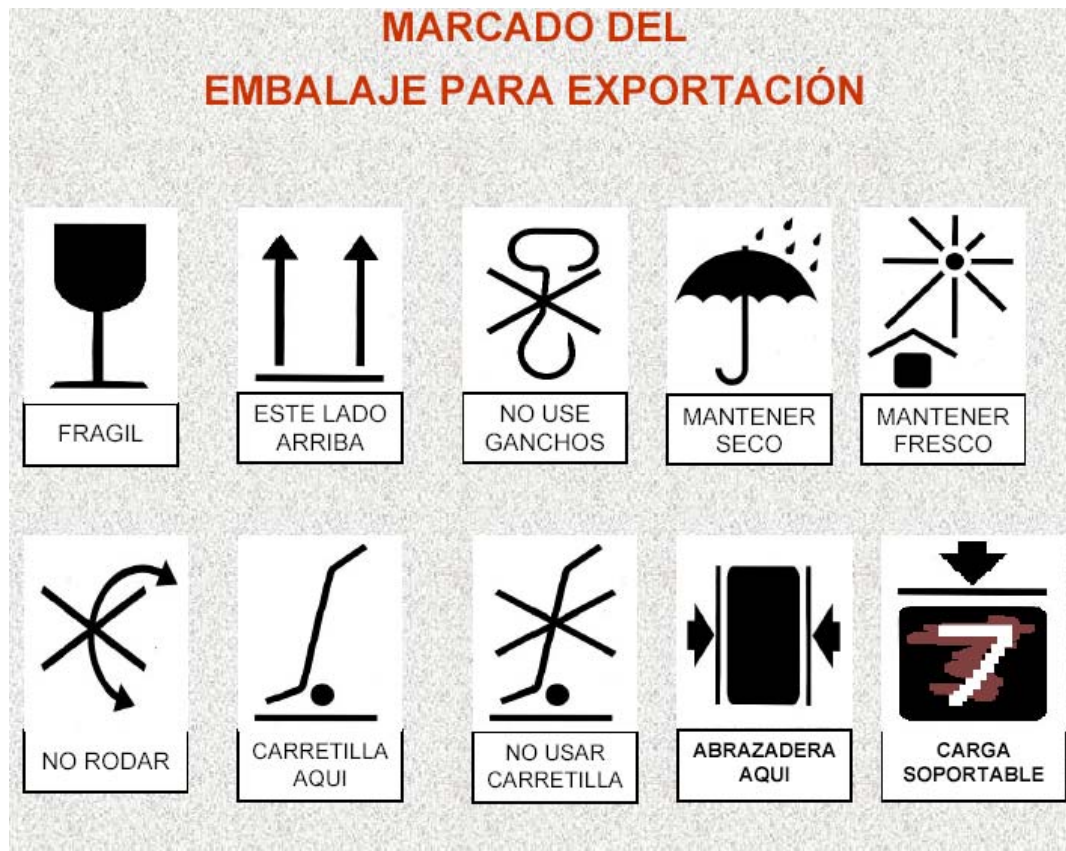 MARCADO DEL
EMBALAJE PARA EXPORTACIÓN
FRAGIL
ESTE LADO
ARRIBA
NO USE
GANCHOS
MANTENER
SECO
MANTENER
FRESCO
NO RODAR
CARRETILLA
AQUI
NO USAR
CARRETILLA
ABRAZADERA
AQUI
7
CARGA
SOPORTABLE